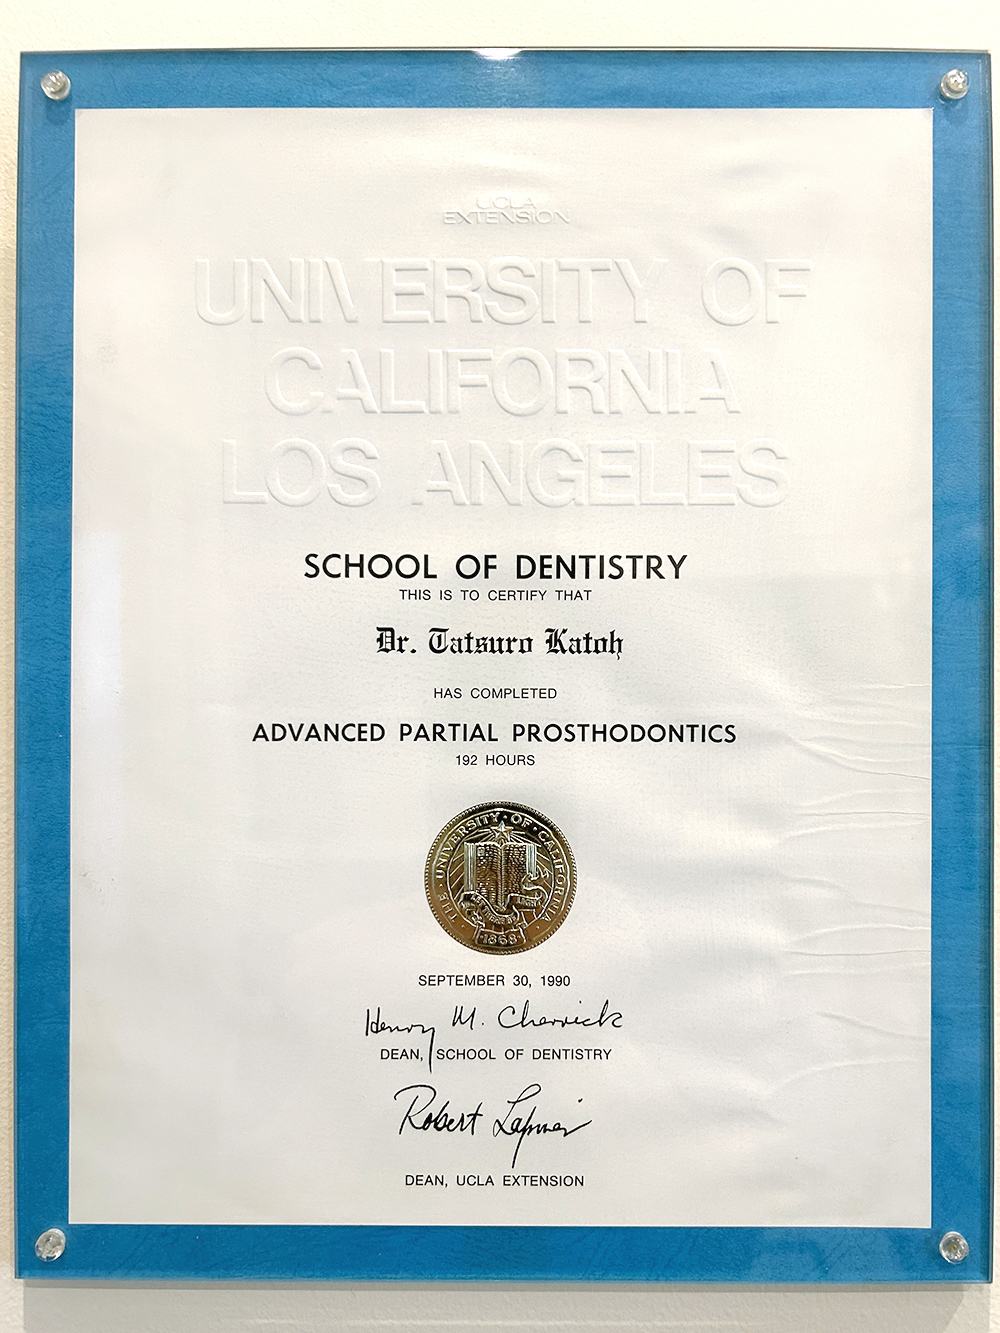 UCLA
EXTENSION
UNIVERSITY OF
CALIFORNIA
LOS ANGELES
SCHOOL OF DENTISTRY
THIS IS TO CERTIFY THAT
Dr. Tatsuro Katoh
HAS COMPLETED
ADVANCED PARTIAL PROSTHODONTICS
192 HOURS
THE · UNIVERSITY · OF · CALIFORNIA
·1868·
SEPTEMBER 30, 1990
Henry M. Cherrick
DEAN, SCHOOL OF DENTISTRY
Robert Lapiner
DEAN, UCLA EXTENSION